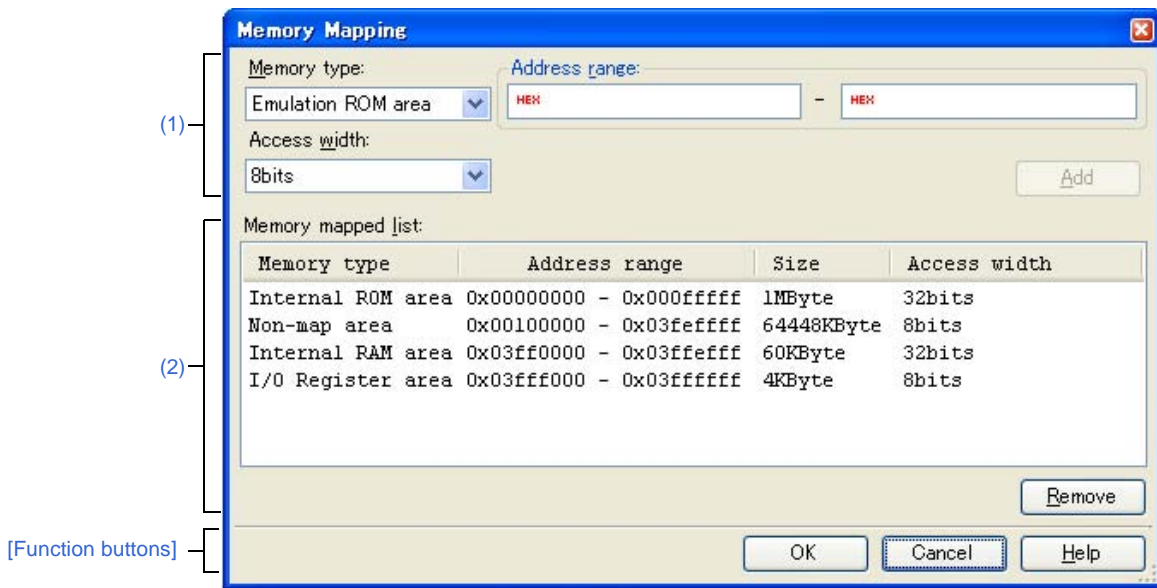 Memory Mapping
Memory type:
Address range:
Emulation ROM area
HEX - HEX
(1)
Access width:
8bits
Add
Memory mapped list:
Memory type Address range Size Access width
Internal ROM area 0x00000000 - 0x000fffff 1MByte 32bits
Non-map area 0x00100000 - 0x03feffff 64448KByte 8bits
Internal RAM area 0x03ff0000 - 0x03ffefff 60KByte 32bits
(2)
I/O Register area 0x03fff000 - 0x03ffffff 4KByte 8bits
Remove
[Function buttons]
OK Cancel Help